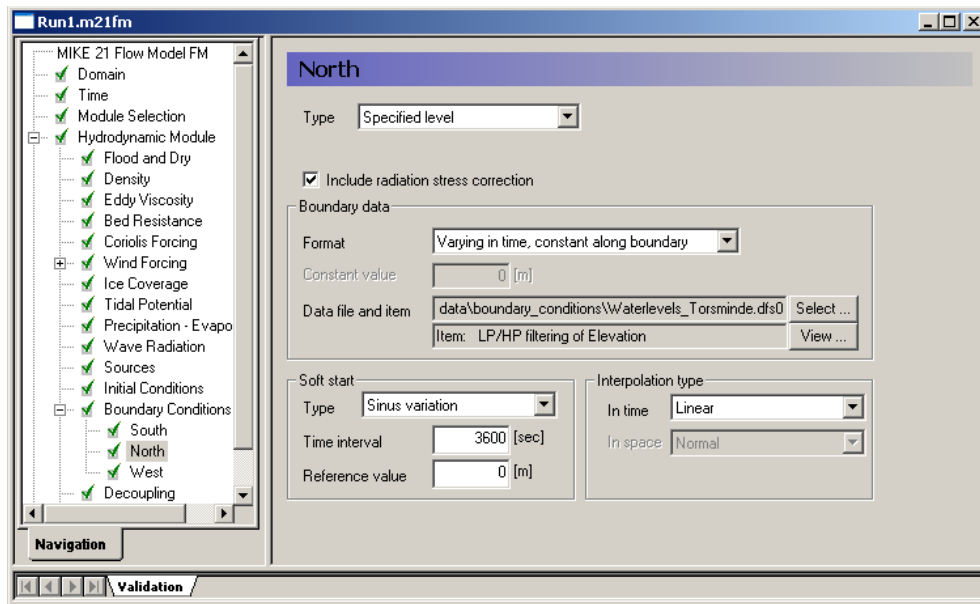 Run1.m21fm
MIKE 21 Flow Model FM
Domain
Time
Module Selection
Hydrodynamic Module
Flood and Dry
Density
Eddy Viscosity
Bed Resistance
Coriolis Forcing
Wind Forcing
Ice Coverage
Tidal Potential
Precipitation - Evapo
Wave Radiation
Sources
Initial Conditions
Boundary Conditions
South
North
West
Decoupling
Navigation
North
Type Specified level
Include radiation stress correction
Boundary data
Format Varying in time, constant along boundary
Constant value 0 [m]
Data file and item data\boundary_conditions\Waterlevels_Torsminde.dfs0 Select ...
Item: LP/HP filtering of Elevation View ...
Soft start
Type Sinus variation
Time interval 3600 [sec]
Reference value 0 [m]
Interpolation type
In time Linear
In space Normal
Validation